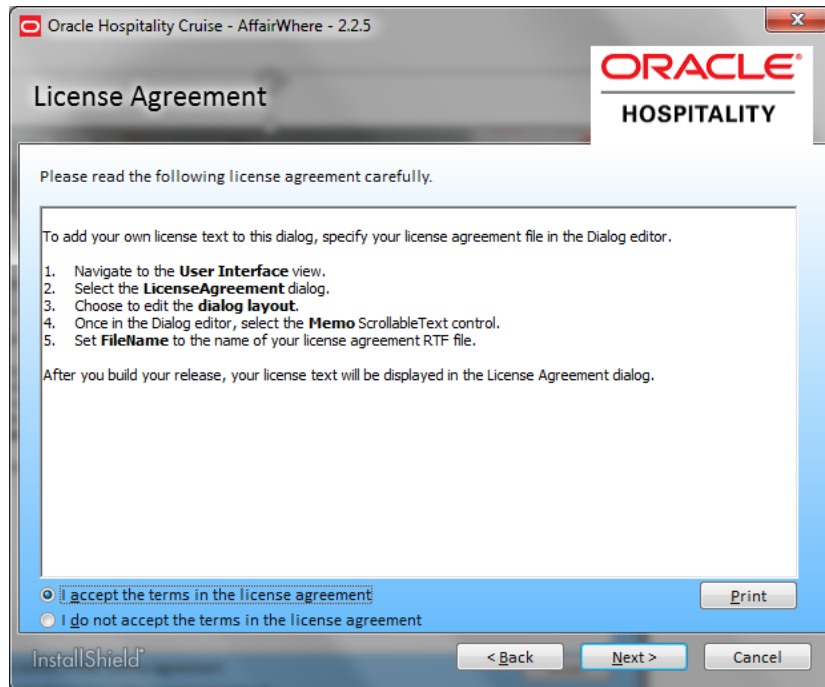 Oracle Hospitality Cruise - AffairWhere - 2.2.5
License Agreement
ORACLE®
HOSPITALITY
Please read the following license agreement carefully.
To add your own license text to this dialog, specify your license agreement file in the Dialog editor.
1. Navigate to the User Interface view.
2. Select the LicenseAgreement dialog.
3. Choose to edit the dialog layout.
4. Once in the Dialog editor, select the Memo ScrollableText control.
5. Set FileName to the name of your license agreement RTF file.
After you build your release, your license text will be displayed in the License Agreement dialog.
I accept the terms in the license agreement
Print
I do not accept the terms in the license agreement
InstallShield®
< Back
Next >
Cancel